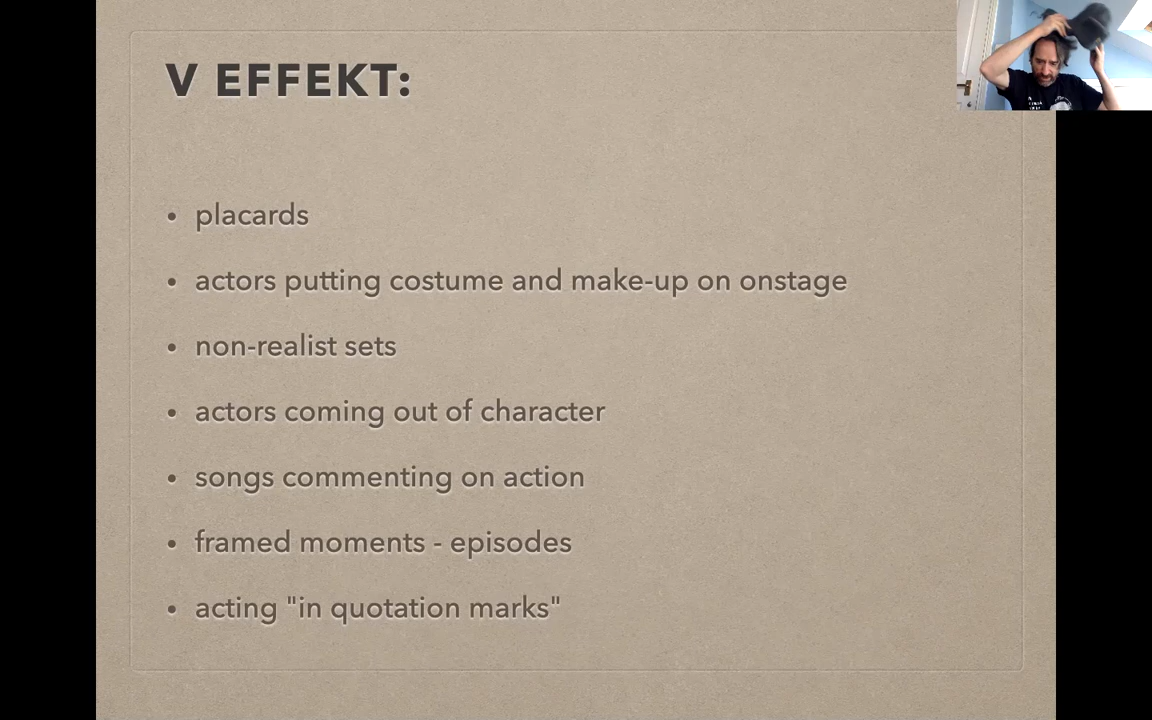 V EFFEKT:
• placards
• actors putting costume and make-up on onstage
• non-realist sets
• actors coming out of character
• songs commenting on action
• framed moments - episodes
• acting "in quotation marks"